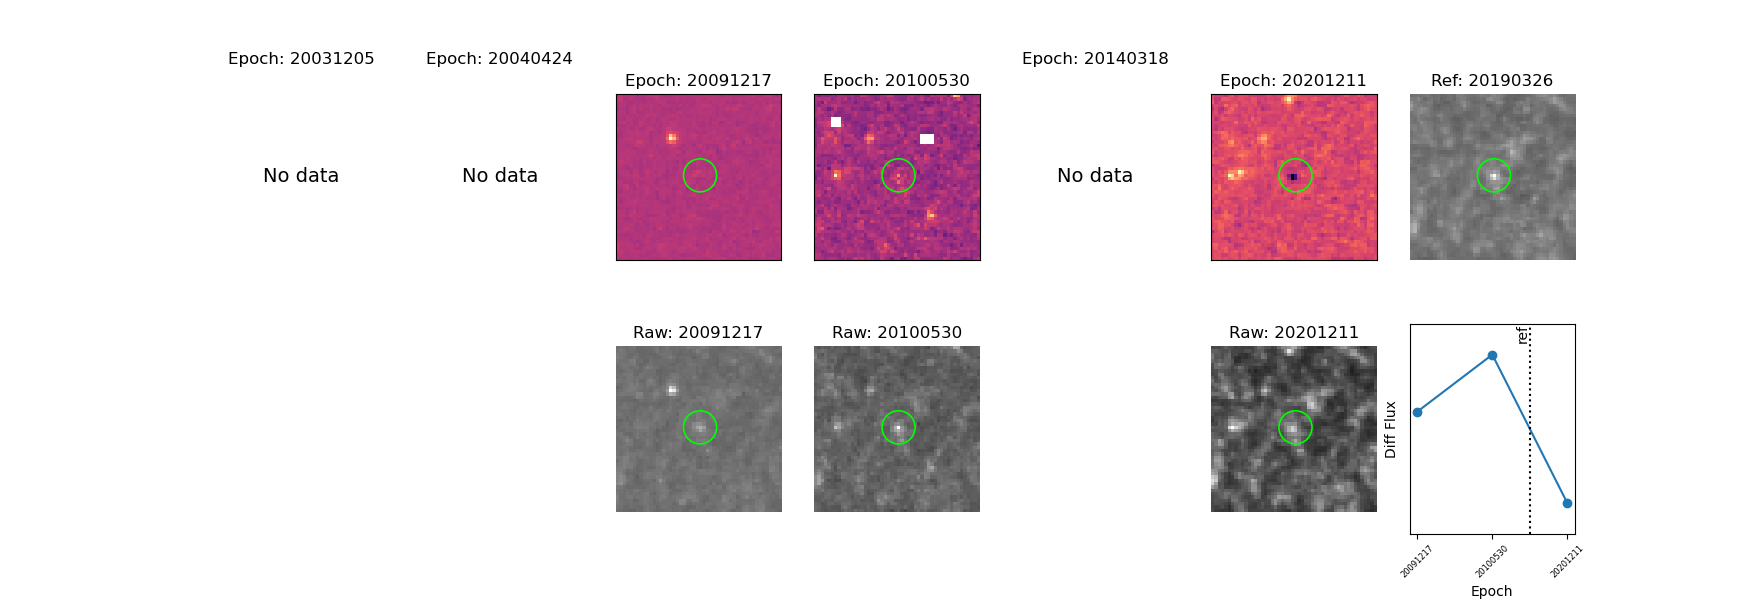 Epoch: 20031205
Epoch: 20040424
Epoch: 20140318
Epoch: 20091217
Epoch: 20100530
Epoch: 20201211
Ref: 20190326
No data
No data
No data
Raw: 20091217
Raw: 20100530
Raw: 20201211
ref
Diff Flux
20091217
20100530
20201211
Epoch